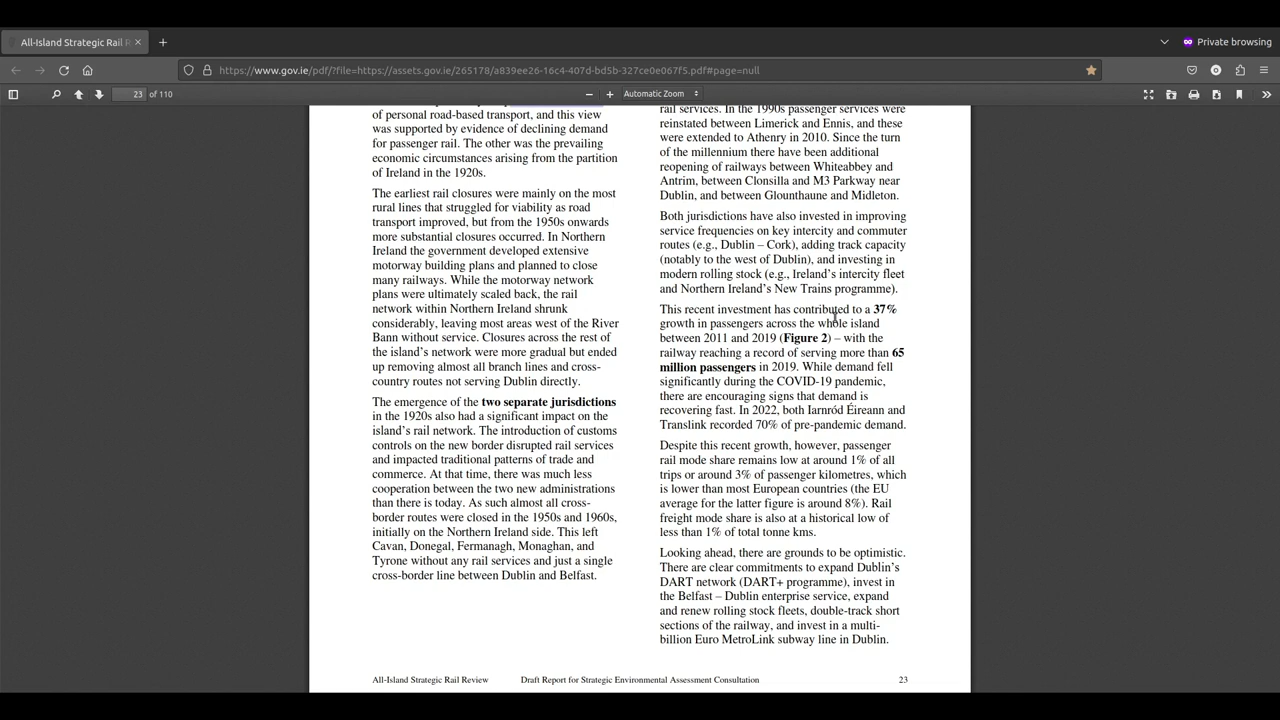 All-Island Strategic Rail R
Private browsing
https://www.gov.ie/pdf/?file=https://assets.gov.ie/265178/a839ee26-16c4-407d-bd5b-327ce0e067f5.pdf#page=null
23 of 110
Automatic Zoom
of personal road-based transport, and this view
was supported by evidence of declining demand
for passenger rail. The other was the prevailing
economic circumstances arising from the partition
of Ireland in the 1920s.
The earliest rail closures were mainly on the most
rural lines that struggled for viability as road
transport improved, but from the 1950s onwards
more substantial closures occurred. In Northern
Ireland the government developed extensive
motorway building plans and planned to close
many railways. While the motorway network
plans were ultimately scaled back, the rail
network within Northern Ireland shrunk
considerably, leaving most areas west of the River
Bann without service. Closures across the rest of
the island's network were more gradual but ended
up removing almost all branch lines and cross-
country routes not serving Dublin directly.
The emergence of the two separate jurisdictions
in the 1920s also had a significant impact on the
island's rail network. The introduction of customs
controls on the new border disrupted rail services
and impacted traditional patterns of trade and
commerce. At that time, there was much less
cooperation between the two new administrations
than there is today. As such almost all cross-
border routes were closed in the 1950s and 1960s,
initially on the Northern Ireland side. This left
Cavan, Donegal, Fermanagh, Monaghan, and
Tyrone without any rail services and just a single
cross-border line between Dublin and Belfast.
rail services. In the 1990s passenger services were
reinstated between Limerick and Ennis, and these
were extended to Athenry in 2010. Since the turn
of the millennium there have been additional
reopening of railways between Whiteabbey and
Antrim, between Clonsilla and M3 Parkway near
Dublin, and between Glounthaune and Midleton.
Both jurisdictions have also invested in improving
service frequencies on key intercity and commuter
routes (e.g., Dublin – Cork), adding track capacity
(notably to the west of Dublin), and investing in
modern rolling stock (e.g., Ireland's intercity fleet
and Northern Ireland's New Trains programme).
This recent investment has contributed to a 37%
growth in passengers across the whole island
between 2011 and 2019 (Figure 2) – with the
railway reaching a record of serving more than 65
million passengers in 2019. While demand fell
significantly during the COVID-19 pandemic,
there are encouraging signs that demand is
recovering fast. In 2022, both Iarnród Éireann and
Translink recorded 70% of pre-pandemic demand.
Despite this recent growth, however, passenger
rail mode share remains low at around 1% of all
trips or around 3% of passenger kilometres, which
is lower than most European countries (the EU
average for the latter figure is around 8%). Rail
freight mode share is also at a historical low of
less than 1% of total tonne kms.
Looking ahead, there are grounds to be optimistic.
There are clear commitments to expand Dublin's
DART network (DART+ programme), invest in
the Belfast – Dublin enterprise service, expand
and renew rolling stock fleets, double-track short
sections of the railway, and invest in a multi-
billion Euro MetroLink subway line in Dublin.
All-Island Strategic Rail Review Draft Report for Strategic Environmental Assessment Consultation 23